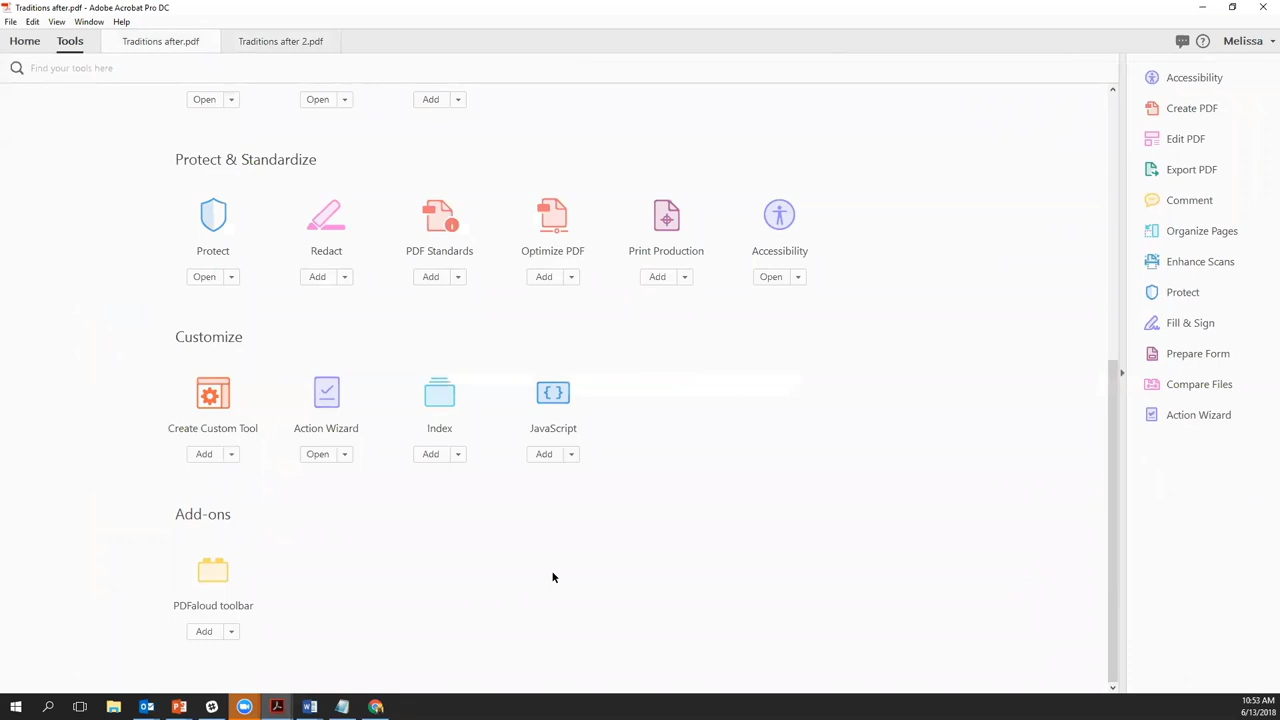 Traditions after.pdf - Adobe Acrobat Pro DC
File Edit View Window Help
Home Tools Traditions after.pdf Traditions after 2.pdf Melissa
Find your tools here
Open Open Add
Protect & Standardize
Protect Redact PDF Standards Optimize PDF Print Production Accessibility
Open Add Add Add Add Open
Customize
Create Custom Tool Action Wizard Index JavaScript
Add Open Add Add
Add-ons
PDFaloud toolbar
Add
Accessibility
Create PDF
Edit PDF
Export PDF
Comment
Organize Pages
Enhance Scans
Protect
Fill & Sign
Prepare Form
Compare Files
Action Wizard
10:53 AM
6/13/2018